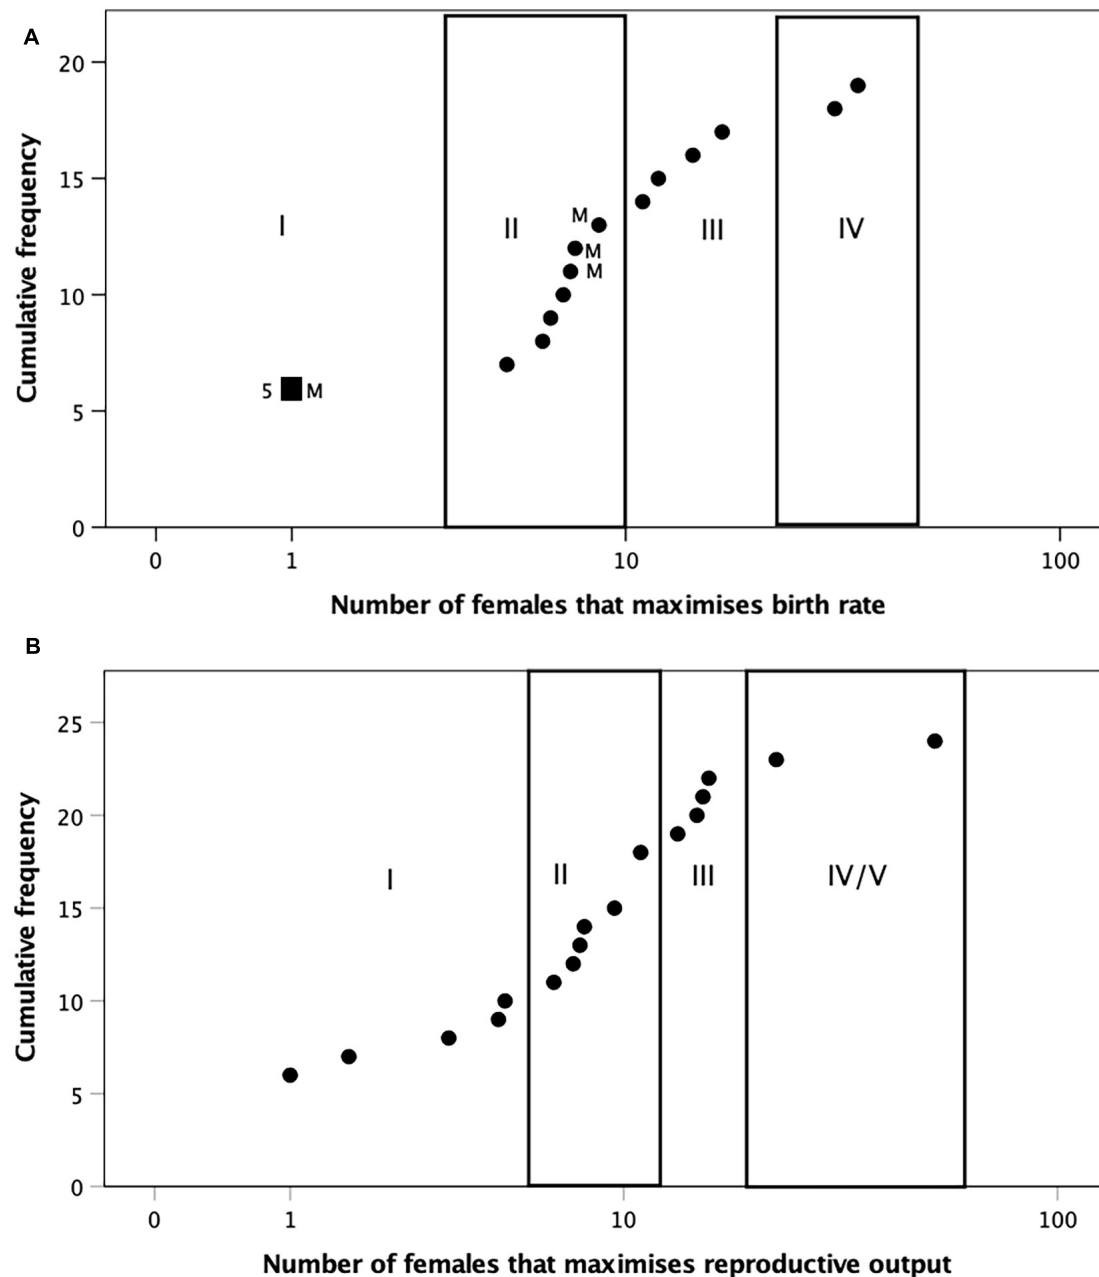 A
Cumulative frequency
20
15
10
5
0
I
II
III
IV
M
M
M
5 M
0 1 10 100
Number of females that maximises birth rate
B
Cumulative frequency
25
20
15
10
5
0
I
II
III
IV/V
0 1 10 100
Number of females that maximises reproductive output